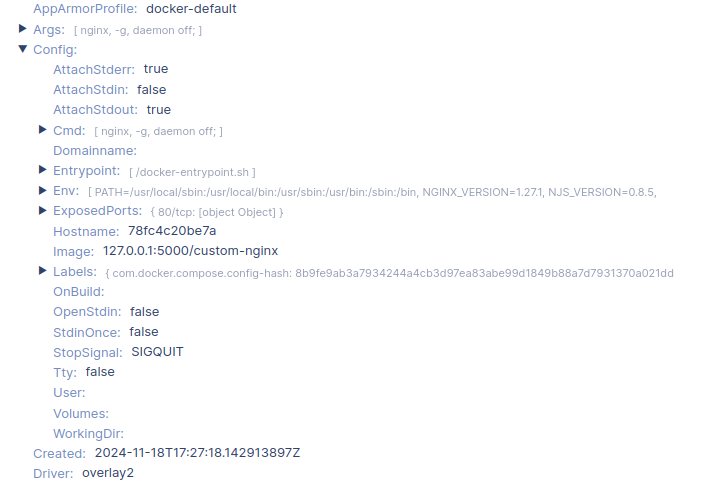 AppArmorProfile: docker-default
Args: [ nginx, -g, daemon off; ]
Config:
AttachStderr: true
AttachStdin: false
AttachStdout: true
Cmd: [ nginx, -g, daemon off; ]
Domainname:
Entrypoint: [ /docker-entrypoint.sh ]
Env: [ PATH=/usr/local/sbin:/usr/local/bin:/usr/sbin:/usr/bin:/sbin:/bin, NGINX_VERSION=1.27.1, NJS_VERSION=0.8.5,
ExposedPorts: { 80/tcp: [object Object] }
Hostname: 78fc4c20be7a
Image: 127.0.0.1:5000/custom-nginx
Labels: { com.docker.compose.config-hash: 8b9fe9ab3a7934244a4cb3d97ea83abe99d1849b88a7d7931370a021dd
OnBuild:
OpenStdin: false
StdinOnce: false
StopSignal: SIGQUIT
Tty: false
User:
Volumes:
WorkingDir:
Created: 2024-11-18T17:27:18.142913897Z
Driver: overlay2